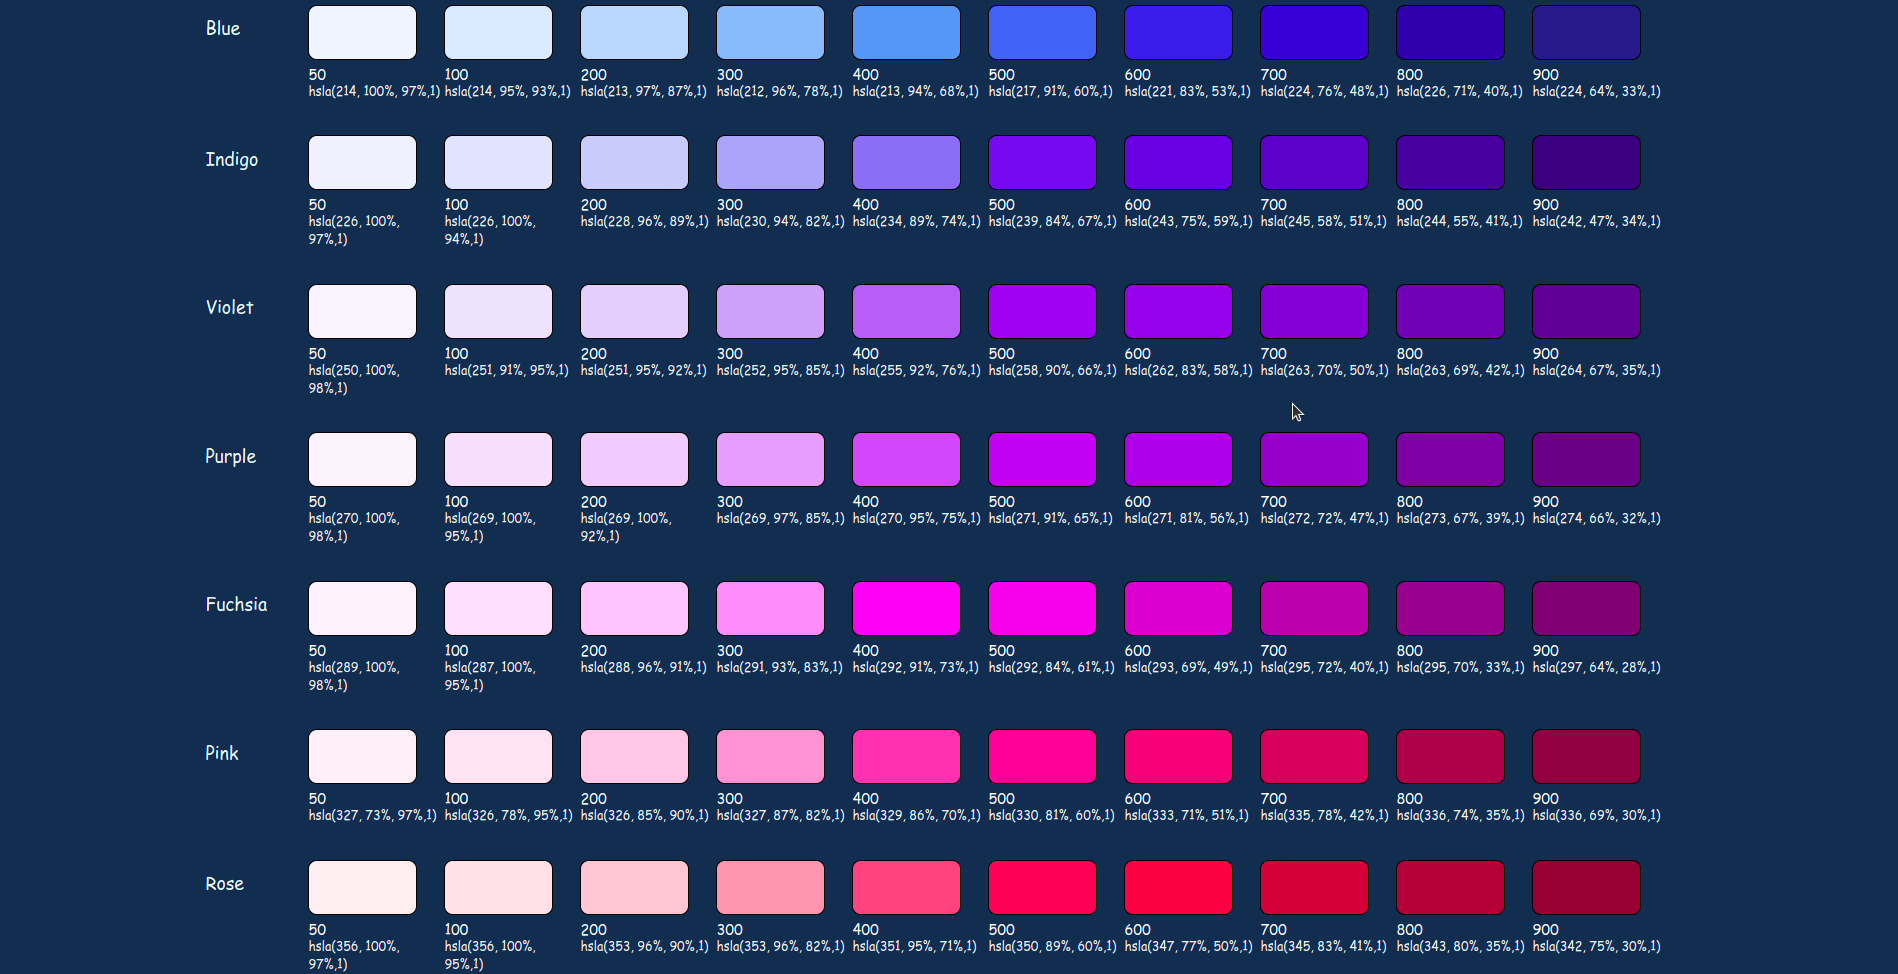 Blue
50 100 200 300 400 500 600 700 800 900
hsla(214, 100%, 97%,1) hsla(214, 95%, 93%,1) hsla(213, 97%, 87%,1) hsla(212, 96%, 78%,1) hsla(213, 94%, 68%,1) hsla(217, 91%, 60%,1) hsla(221, 83%, 53%,1) hsla(224, 76%, 48%,1) hsla(226, 71%, 40%,1) hsla(224, 64%, 33%,1)
Indigo
50 100 200 300 400 500 600 700 800 900
hsla(226, 100%, hsla(226, 100%, hsla(228, 96%, 89%,1) hsla(230, 94%, 82%,1) hsla(234, 89%, 74%,1) hsla(239, 84%, 67%,1) hsla(243, 75%, 59%,1) hsla(245, 58%, 51%,1) hsla(244, 55%, 41%,1) hsla(242, 47%, 34%,1)
97%,1) 94%,1)
Violet
50 100 200 300 400 500 600 700 800 900
hsla(250, 100%, hsla(251, 91%, 95%,1) hsla(251, 95%, 92%,1) hsla(252, 95%, 85%,1) hsla(255, 92%, 76%,1) hsla(258, 90%, 66%,1) hsla(262, 83%, 58%,1) hsla(263, 70%, 50%,1) hsla(263, 69%, 42%,1) hsla(264, 67%, 35%,1)
98%,1)
Purple
50 100 200 300 400 500 600 700 800 900
hsla(270, 100%, hsla(269, 100%, hsla(269, 100%, hsla(269, 97%, 85%,1) hsla(270, 95%, 75%,1) hsla(271, 91%, 65%,1) hsla(271, 81%, 56%,1) hsla(272, 72%, 47%,1) hsla(273, 67%, 39%,1) hsla(274, 66%, 32%,1)
98%,1) 95%,1) 92%,1)
Fuchsia
50 100 200 300 400 500 600 700 800 900
hsla(289, 100%, hsla(287, 100%, hsla(288, 96%, 91%,1) hsla(291, 93%, 83%,1) hsla(292, 91%, 73%,1) hsla(292, 84%, 61%,1) hsla(293, 69%, 49%,1) hsla(295, 72%, 40%,1) hsla(295, 70%, 33%,1) hsla(297, 64%, 28%,1)
98%,1) 95%,1)
Pink
50 100 200 300 400 500 600 700 800 900
hsla(327, 73%, 97%,1) hsla(326, 78%, 95%,1) hsla(326, 85%, 90%,1) hsla(327, 87%, 82%,1) hsla(329, 86%, 70%,1) hsla(330, 81%, 60%,1) hsla(333, 71%, 51%,1) hsla(335, 78%, 42%,1) hsla(336, 74%, 35%,1) hsla(336, 69%, 30%,1)
Rose
50 100 200 300 400 500 600 700 800 900
hsla(356, 100%, hsla(356, 100%, hsla(353, 96%, 90%,1) hsla(353, 96%, 82%,1) hsla(351, 95%, 71%,1) hsla(350, 89%, 60%,1) hsla(347, 77%, 50%,1) hsla(345, 83%, 41%,1) hsla(343, 80%, 35%,1) hsla(342, 75%, 30%,1)
97%,1) 95%,1)